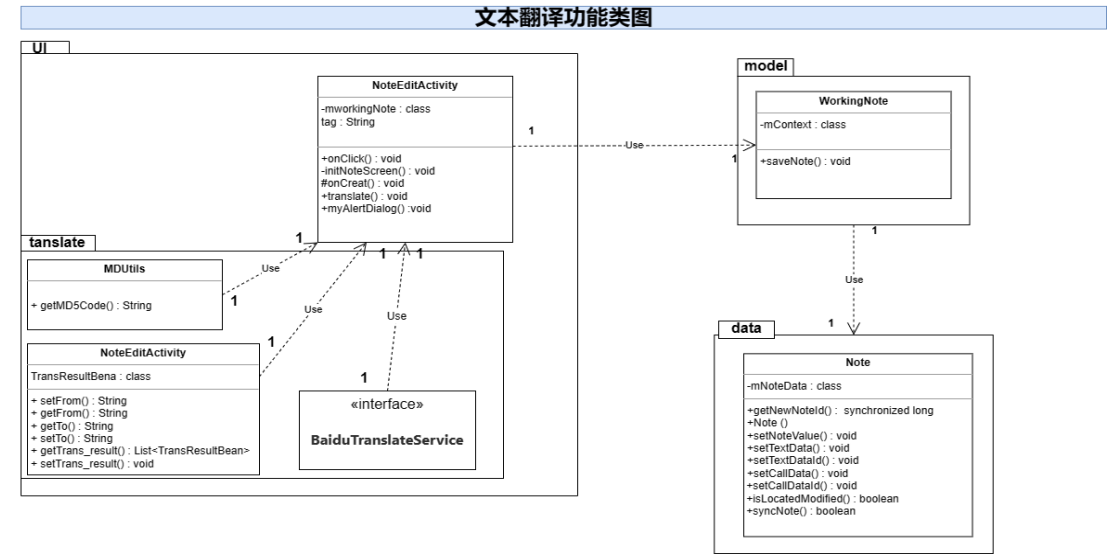 文本翻译功能类图
UI
NoteEditActivity
-mworkingNote : class
tag : String
+onClick() : void
-initNoteScreen() : void
#onCreat() : void
+translate() : void
+myAlertDialog() :void
1
Use
1
model
WorkingNote
-mContext : class
+saveNote() : void
tanslate
1
1
1
MDUtils
+ getMD5Code() : String
Use
1
Use
Use
1
1
NoteEditActivity
TransResultBena : class
+ setFrom() : String
+ getFrom() : String
+ getTo() : String
+ setTo() : String
+ getTrans_result() : List<TransResultBean>
+ setTrans_result() : void
«interface»
BaiduTranslateService
1
Use
1
data
Note
-mNoteData : class
+getNewNoteId() : synchronized long
+Note ()
+setNoteValue() : void
+setTextData() : void
+setTextDataId() : void
+setCallData() : void
+setCallDataId() : void
+isLocatedModified() : boolean
+syncNote() : boolean